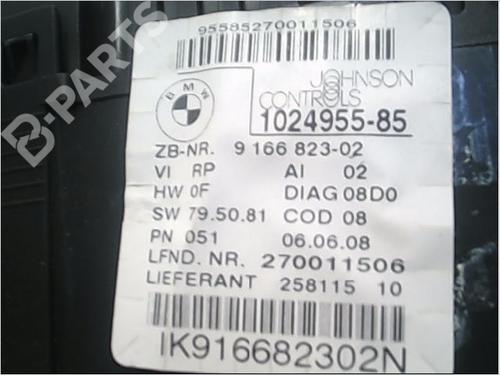 95585270011506
BMW
JOHNSON
CONTROLS
1024955-85
ZB-NR. 9 166 823-02
VI RP AI 02
HW 0F DIAG 08D0
SW 79.50.81 COD 08
PN 051 06.06.08
LFND. NR. 270011506
LIEFERANT 258115 10
IK916682302N
B-PARTS